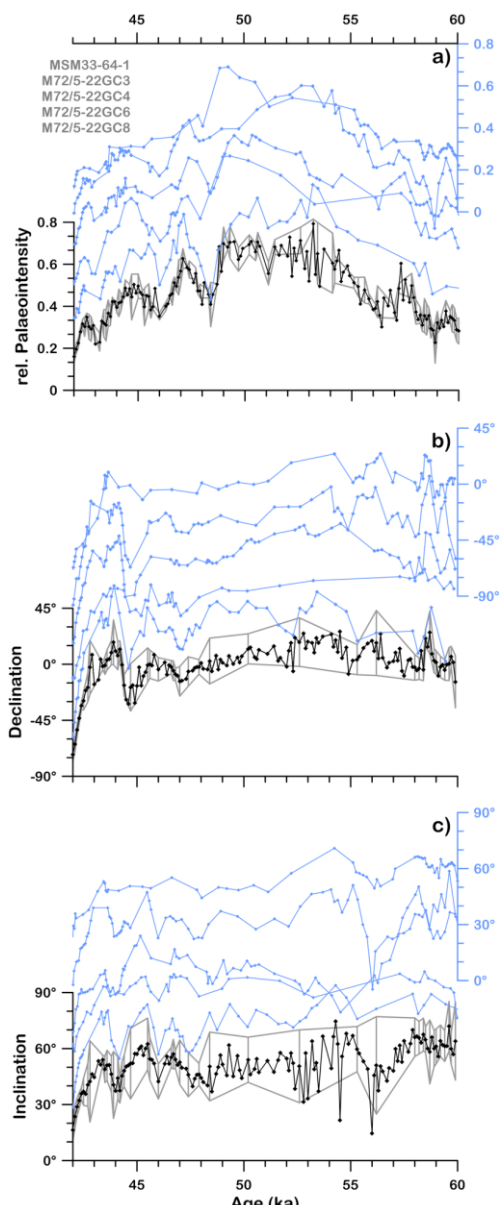 45 50 55 60
MSM33-64-1
M72/5-22GC3
M72/5-22GC4
M72/5-22GC6
M72/5-22GC8
a)
0.8
0.6
0.4
0.2
0
rel. Palaeointensity
0.8
0.6
0.4
0.2
0
b)
45°
0°
-45°
-90°
Declination
45°
0°
-45°
-90°
c)
90°
60°
30°
0°
Inclination
90°
60°
30°
0°
45 50 55 60
Age (ka)